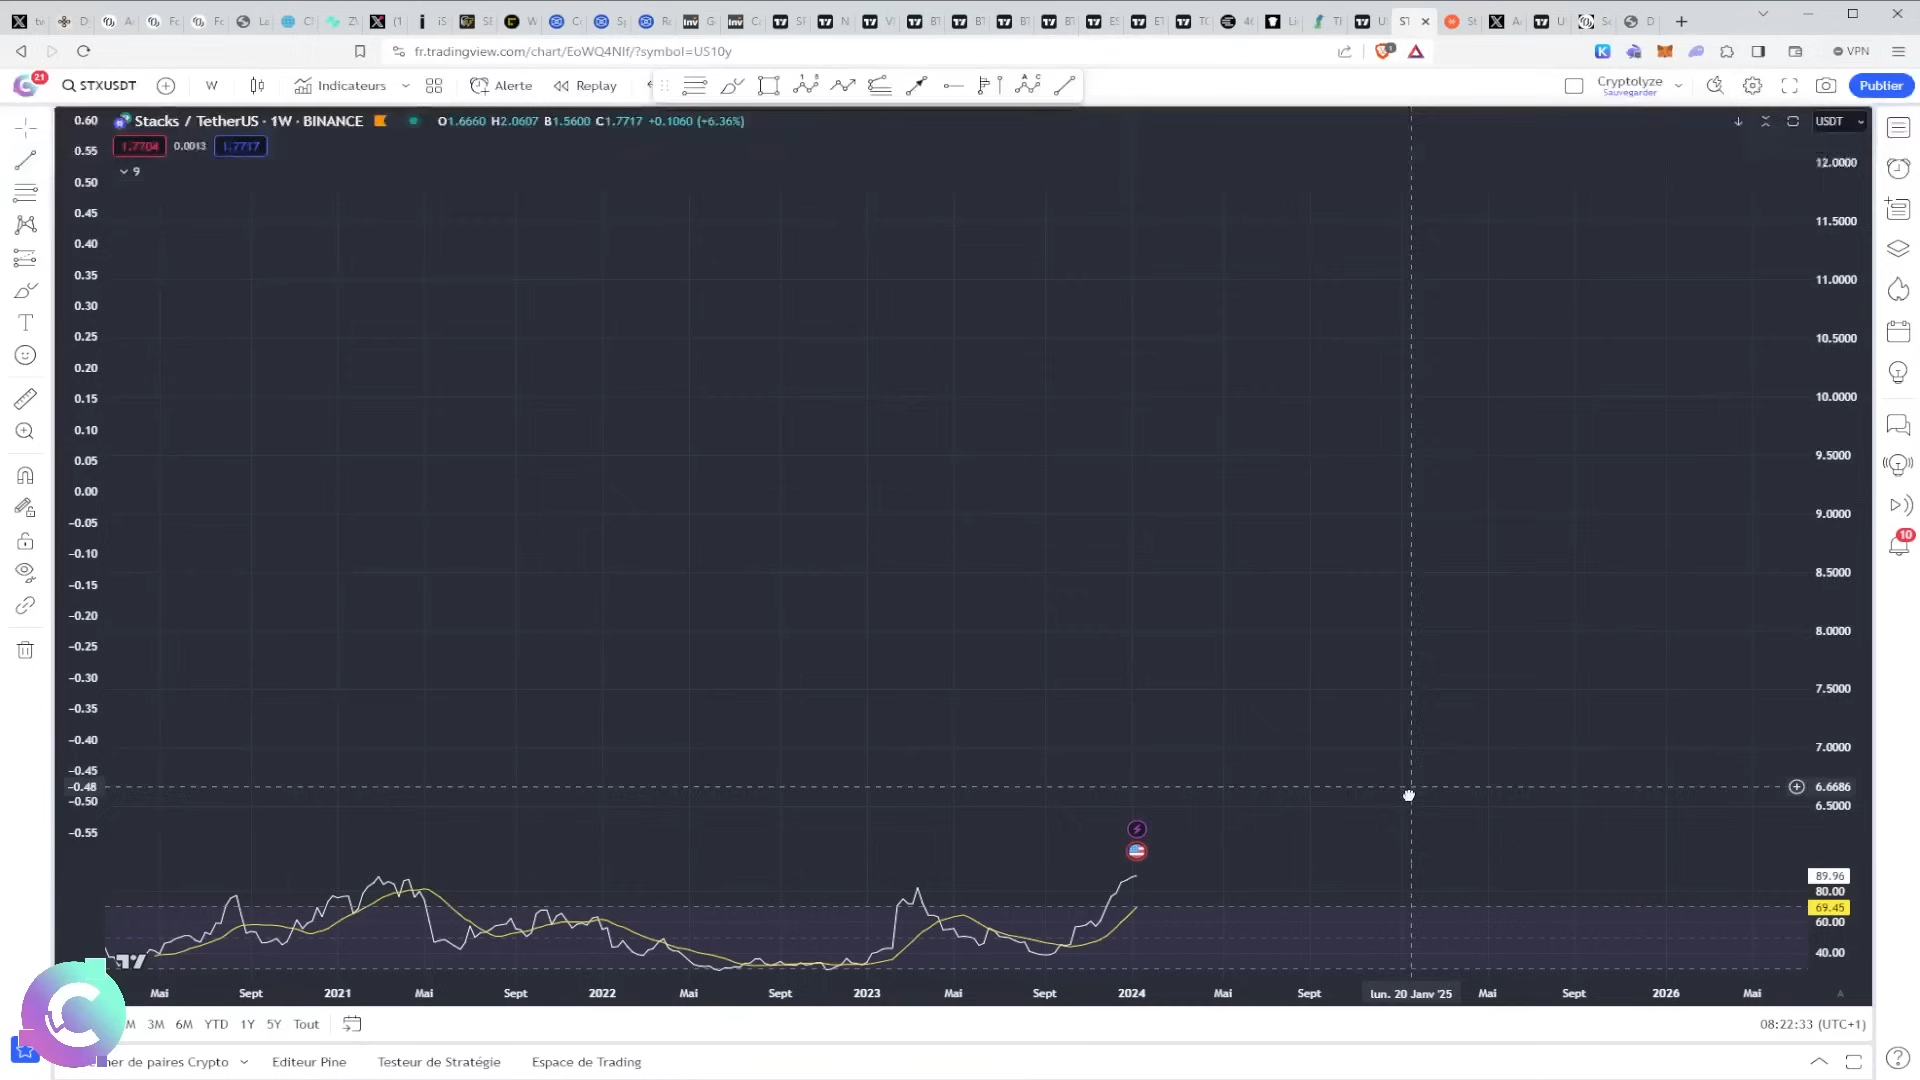 fr.tradingview.com/chart/EoWQ4NIf/?symbol=US10y
VPN
21
STXUSDT
W
Indicateurs
Alerte
Replay
Cryptolyze
Sauvegarder
Publier
Stacks / TetherUS · 1W · BINANCE
O1.6660 H2.0607 B1.5600 C1.7717 +0.1060 (+6.36%)
USDT
1.7704
0.0013
1.7717
9
0.60
0.55
0.50
0.45
0.40
0.35
0.30
0.25
0.20
0.15
0.10
0.05
0.00
−0.05
−0.10
−0.15
−0.20
−0.25
−0.30
−0.35
−0.40
−0.45
−0.48
−0.50
−0.55
12.0000
11.5000
11.0000
10.5000
10.0000
9.5000
9.0000
8.5000
8.0000
7.5000
7.0000
6.6686
6.5000
89.96
80.00
69.45
60.00
40.00
10
Mai Sept 2021 Mai Sept 2022 Mai Sept 2023 Mai Sept 2024 Mai Sept lun. 20 Janv '25 Mai Sept 2026 Mai
M 3M 6M YTD 1Y 5Y Tout
08:22:33 (UTC+1)
her de paires Crypto
Editeur Pine
Testeur de Stratégie
Espace de Trading